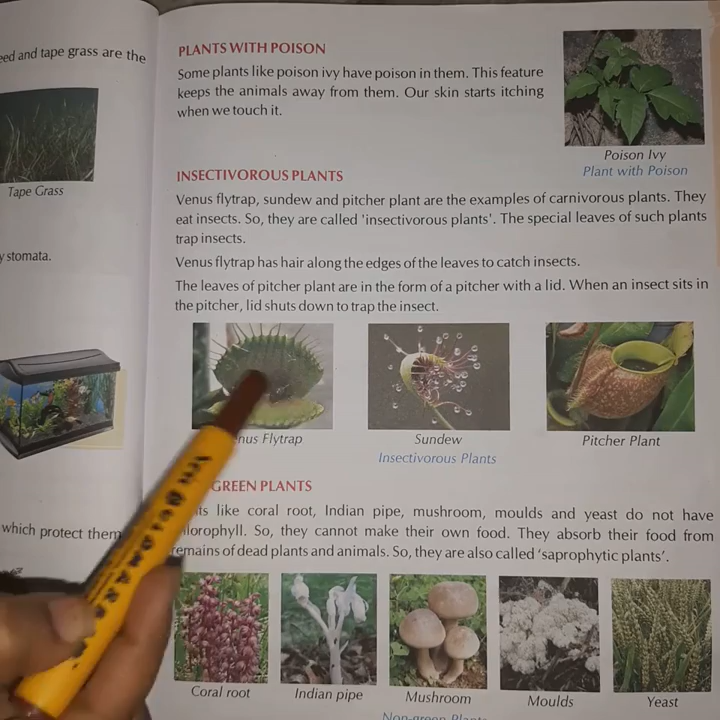 eed and tape grass are the
Tape Grass
y stomata.
which protect them
PLANTS WITH POISON
Some plants like poison ivy have poison in them. This feature
keeps the animals away from them. Our skin starts itching
when we touch it.
Poison Ivy
Plant with Poison
INSECTIVOROUS PLANTS
Venus flytrap, sundew and pitcher plant are the examples of carnivorous plants. They
eat insects. So, they are called 'insectivorous plants'. The special leaves of such plants
trap insects.
Venus flytrap has hair along the edges of the leaves to catch insects.
The leaves of pitcher plant are in the form of a pitcher with a lid. When an insect sits in
the pitcher, lid shuts down to trap the insect.
nus Flytrap
Sundew
Pitcher Plant
Insectivorous Plants
GREEN PLANTS
ts like coral root, Indian pipe, mushroom, moulds and yeast do not have
lorophyll. So, they cannot make their own food. They absorb their food from
remains of dead plants and animals. So, they are also called 'saprophytic plants'.
Coral root
Indian pipe
Mushroom
Moulds
Yeast
Non-green Plants